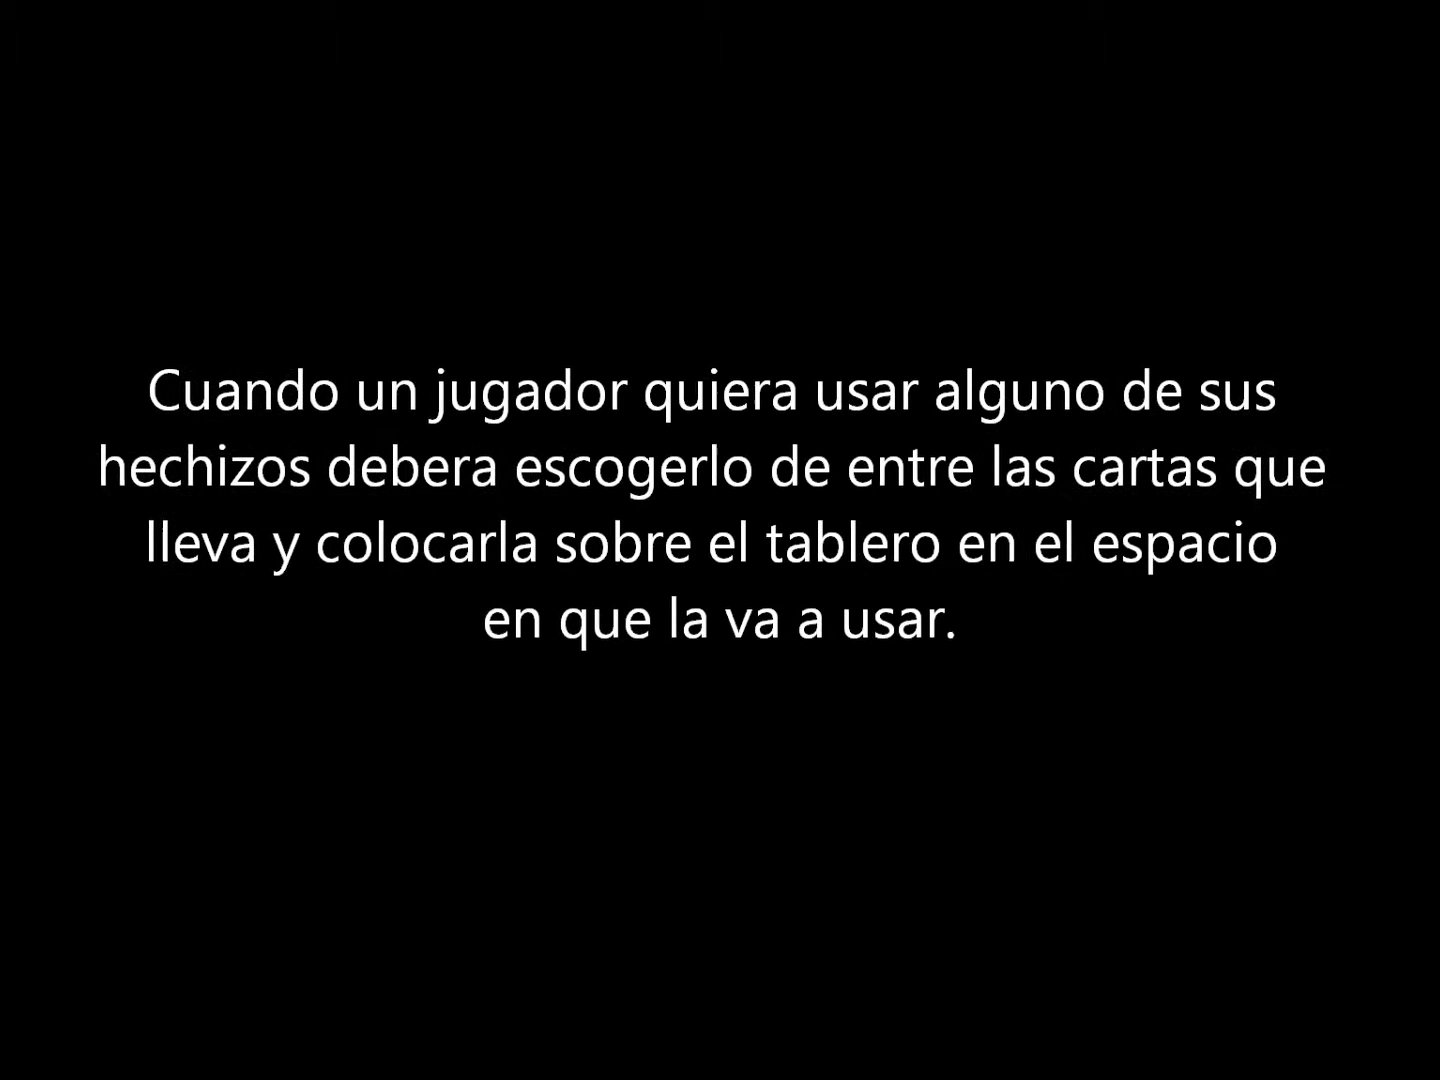 Cuando un jugador quiera usar alguno de sus
hechizos debera escogerlo de entre las cartas que
lleva y colocarla sobre el tablero en el espacio
en que la va a usar.